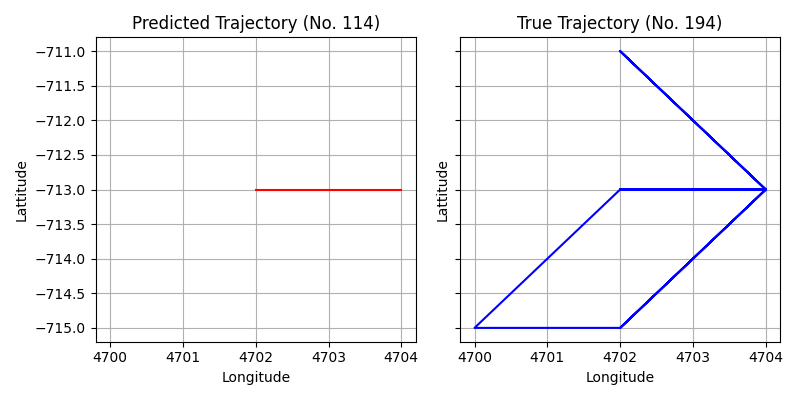 Predicted Trajectory (No. 114)
Lattitude
−711.0
−711.5
−712.0
−712.5
−713.0
−713.5
−714.0
−714.5
−715.0
4700 4701 4702 4703 4704
Longitude
True Trajectory (No. 194)
Lattitude
4700 4701 4702 4703 4704
Longitude